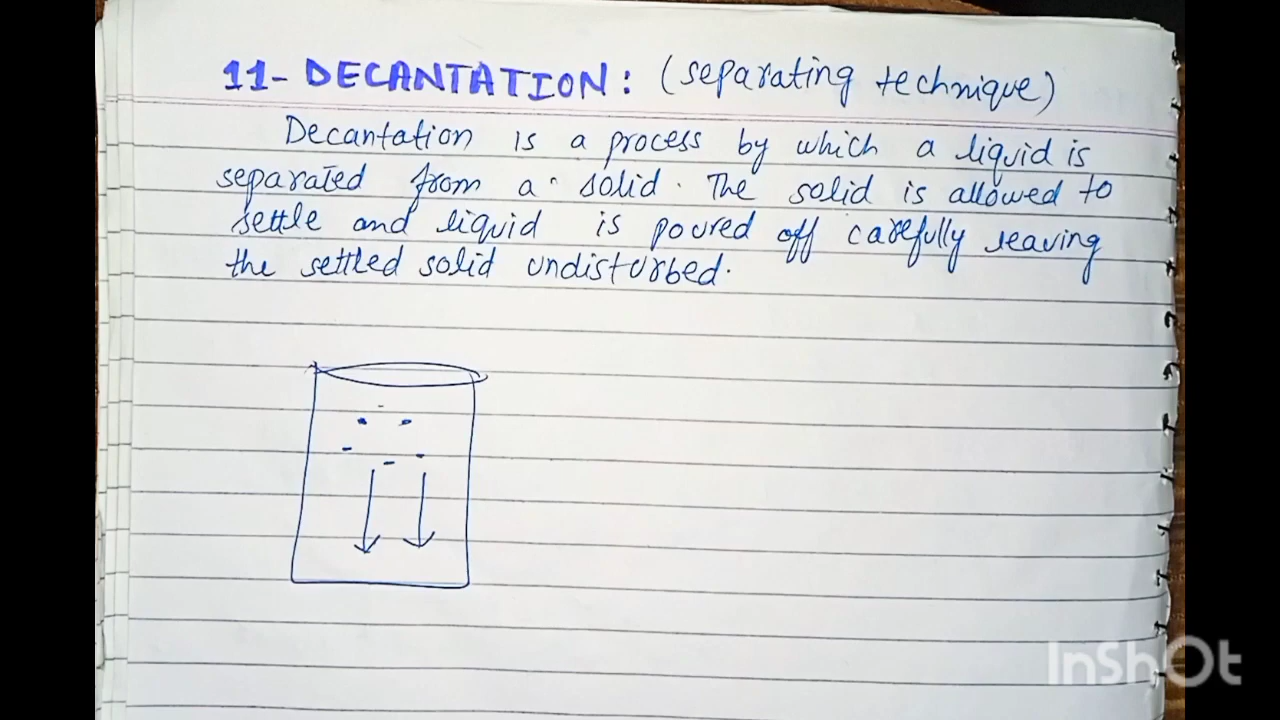 11- DECANTATION: (separating technique)
Decantation is a process by which a liquid is
separated from a solid. The solid is allowed to
settle and liquid is poured off carefully leaving
the settled solid undisturbed.
InShOt